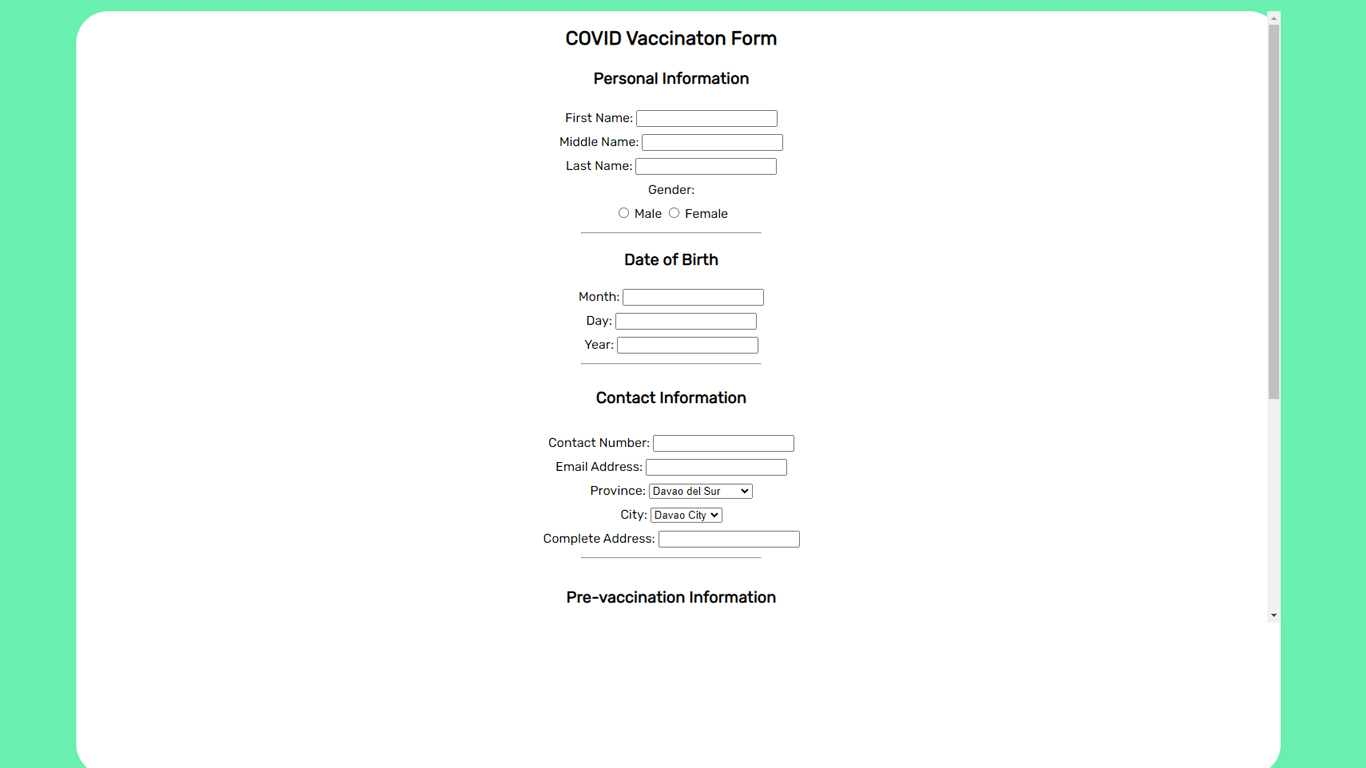 COVID Vaccinaton Form
Personal Information
First Name:
Middle Name:
Last Name:
Gender:
Male Female
Date of Birth
Month:
Day:
Year:
Contact Information
Contact Number:
Email Address:
Province: Davao del Sur
City: Davao City
Complete Address:
Pre-vaccination Information